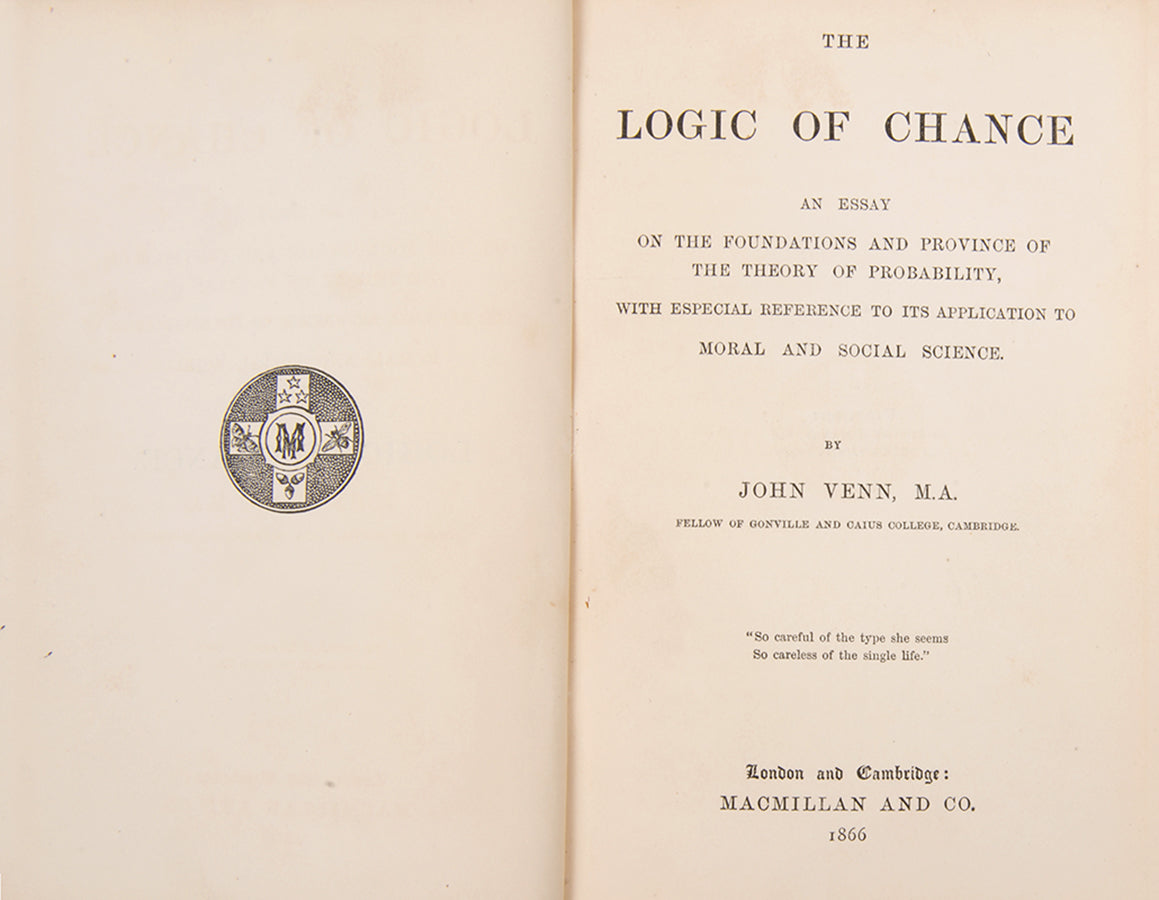 M
THE
LOGIC OF CHANCE
AN ESSAY
ON THE FOUNDATIONS AND PROVINCE OF
THE THEORY OF PROBABILITY,
WITH ESPECIAL REFERENCE TO ITS APPLICATION TO
MORAL AND SOCIAL SCIENCE.
BY
JOHN VENN, M.A.
FELLOW OF GONVILLE AND CAIUS COLLEGE, CAMBRIDGE.
"So careful of the type she seems
So careless of the single life."
London and Cambridge:
MACMILLAN AND CO.
1866